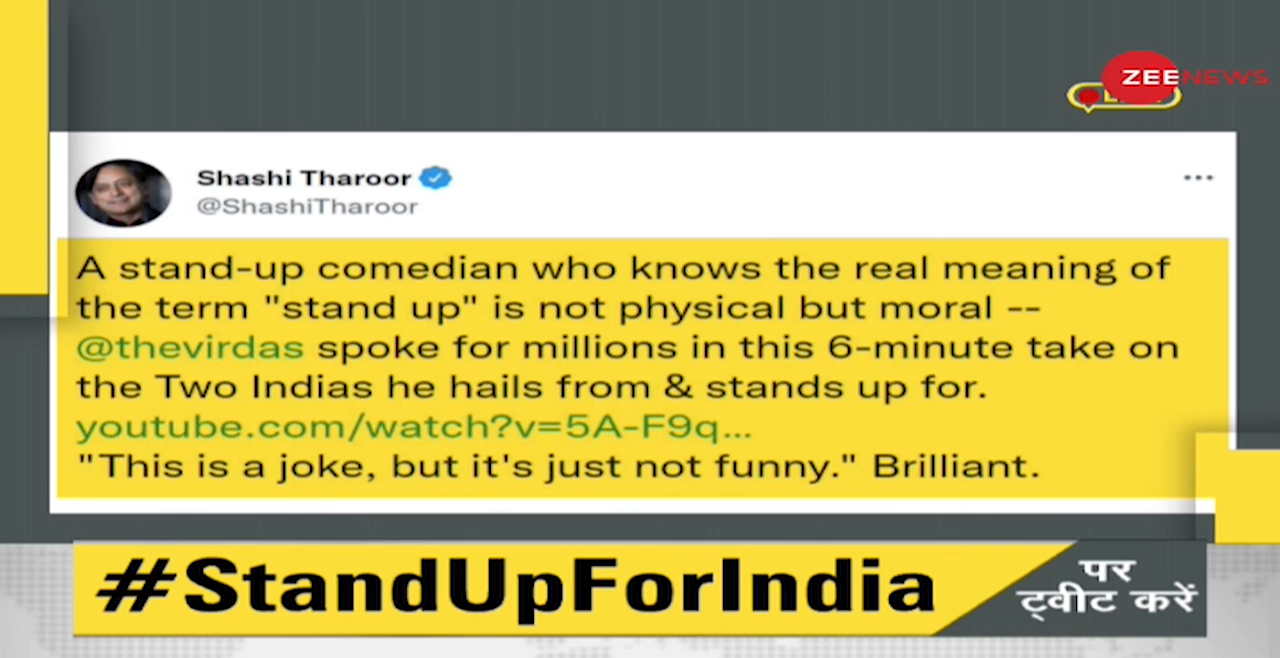 ZEE NEWS
Shashi Tharoor
@ShashiTharoor
A stand-up comedian who knows the real meaning of
the term "stand up" is not physical but moral --
@thevirdas spoke for millions in this 6-minute take on
the Two Indias he hails from & stands up for.
youtube.com/watch?v=5A-F9q...
"This is a joke, but it's just not funny." Brilliant.
#StandUpForIndia
पर
ट्वीट करें